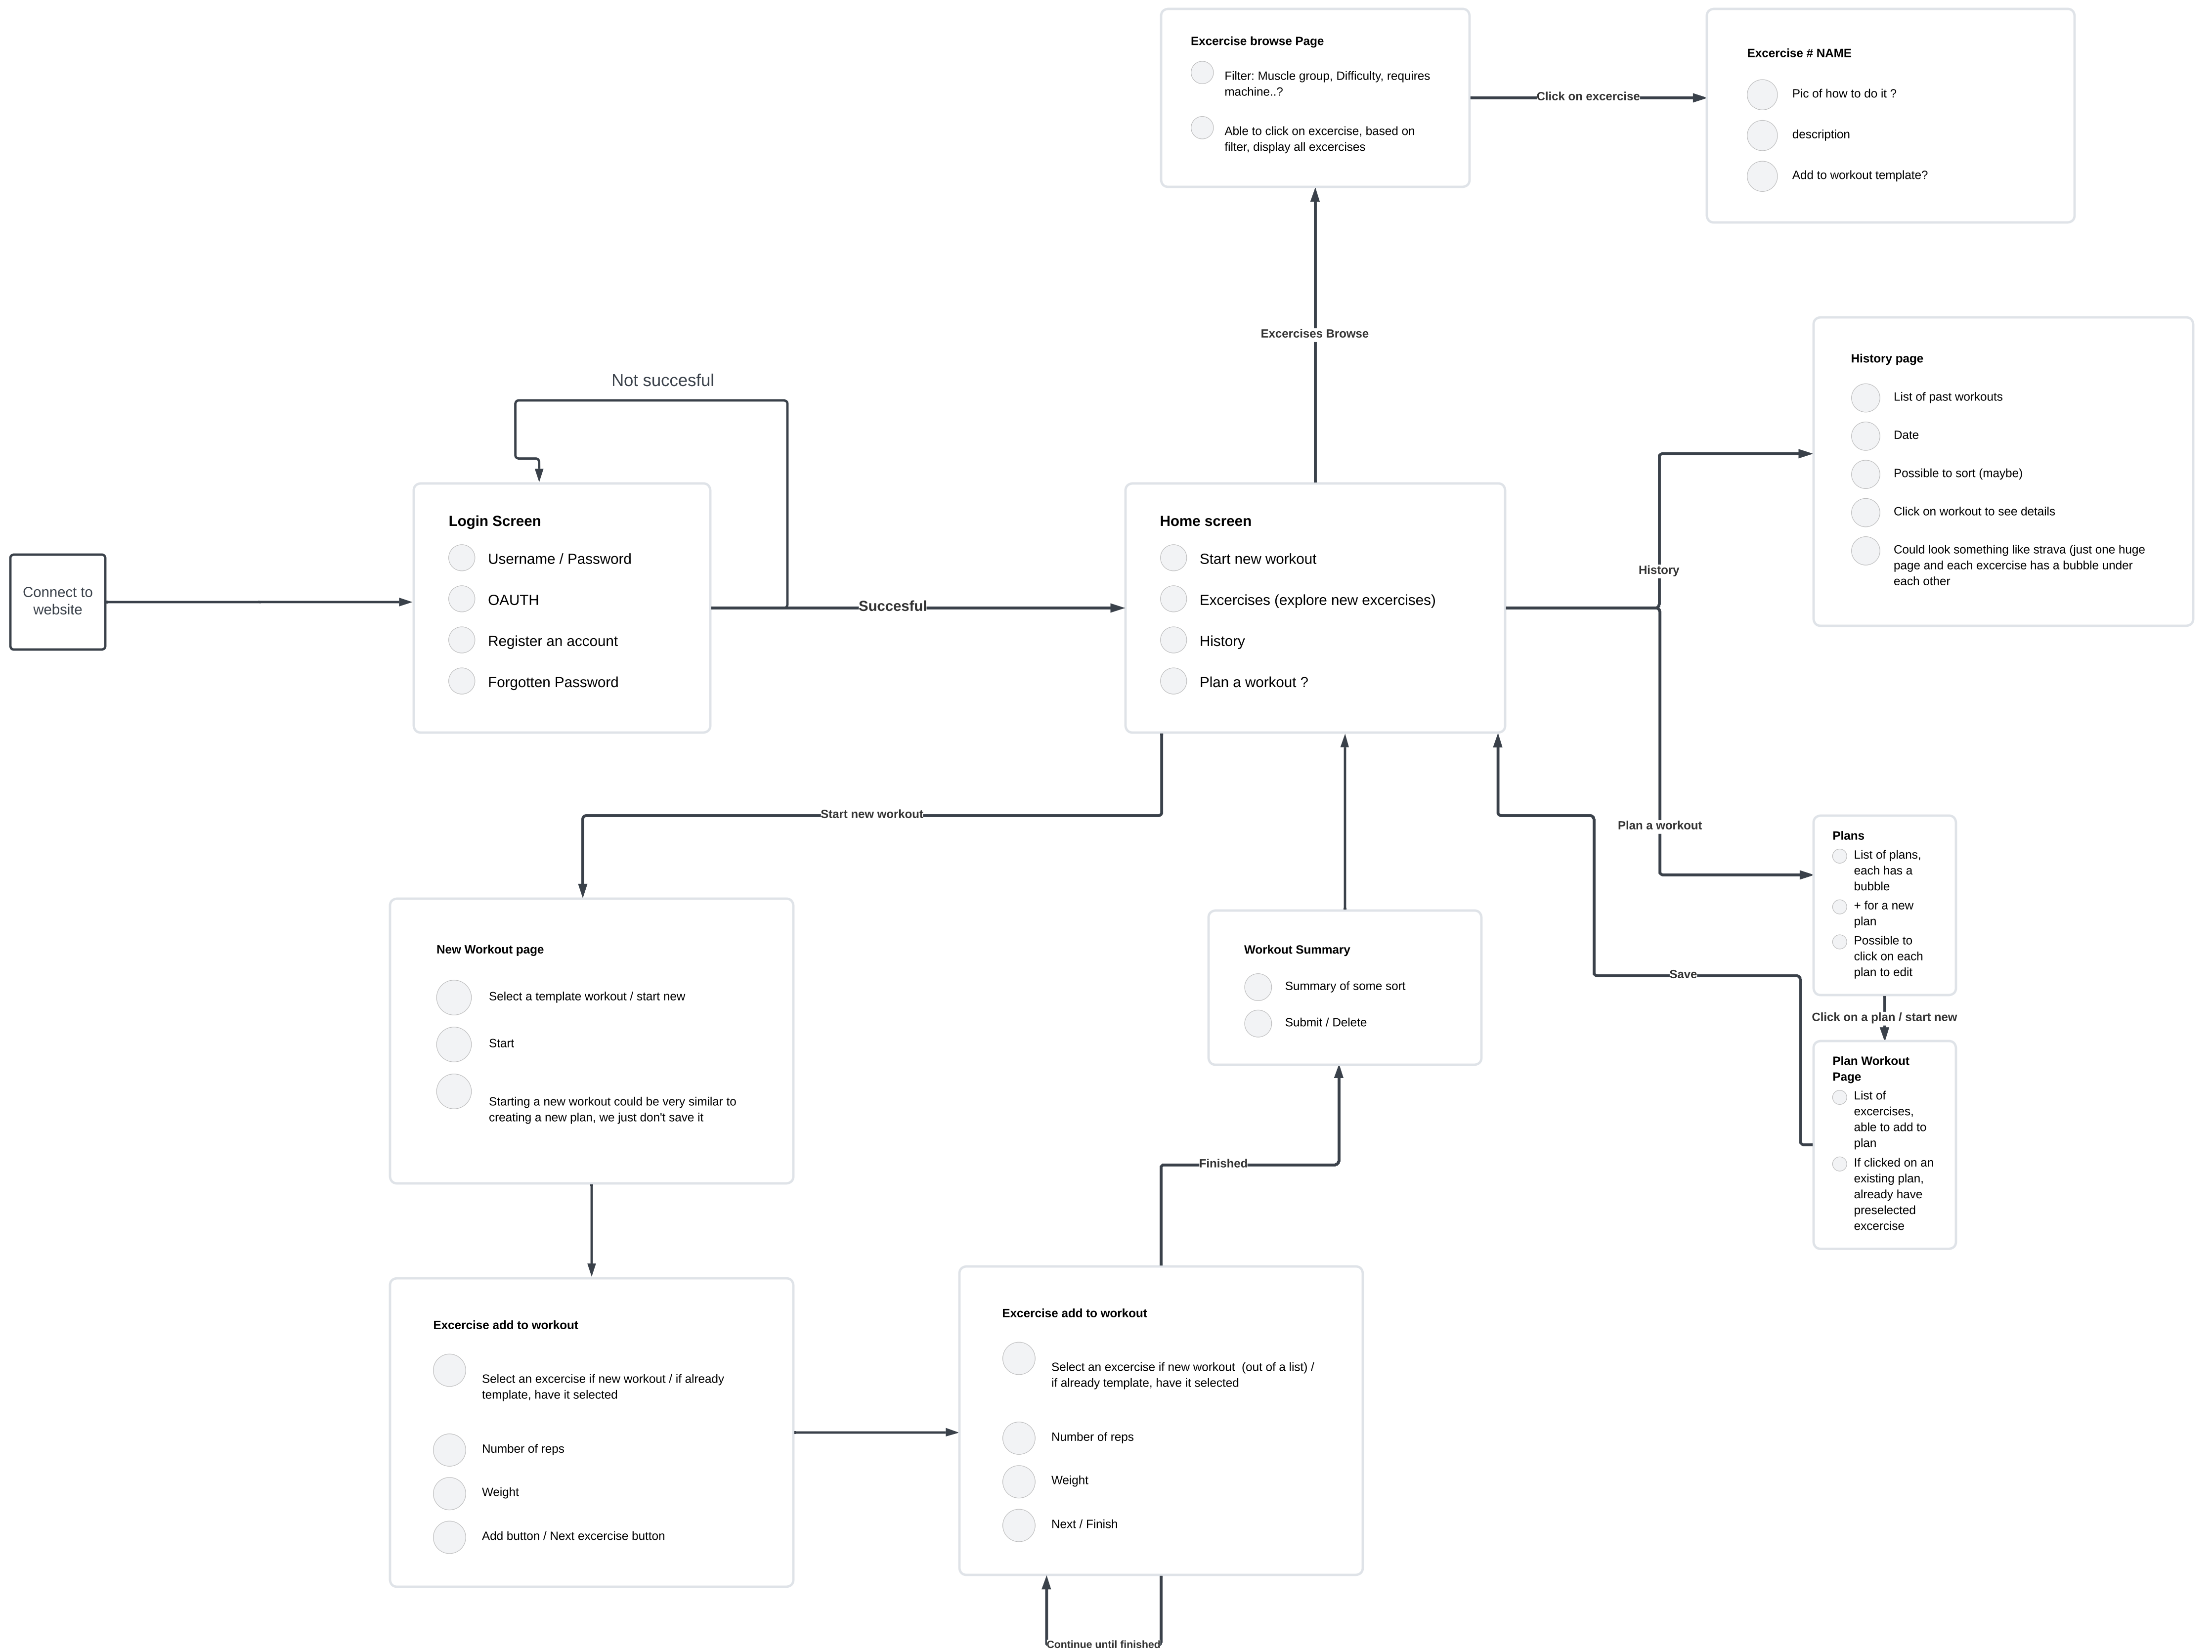 Excercise browse Page
Filter: Muscle group, Difficulty, requires
machine..?
Able to click on excercise, based on
filter, display all excercises
Click on excercise
Excercise # NAME
Pic of how to do it ?
description
Add to workout template?
Excercises Browse
History page
List of past workouts
Date
Possible to sort (maybe)
Click on workout to see details
Could look something like strava (just one huge
page and each excercise has a bubble under
each other
Not succesful
Connect to
website
Login Screen
Username / Password
OAUTH
Register an account
Forgotten Password
Succesful
Home screen
Start new workout
Excercises (explore new excercises)
History
Plan a workout ?
History
Start new workout
Plan a workout
Plans
List of plans,
each has a
bubble
+ for a new
plan
Possible to
click on each
plan to edit
Save
Click on a plan / start new
Plan Workout
Page
List of
excercises,
able to add to
plan
If clicked on an
existing plan,
already have
preselected
excercise
New Workout page
Select a template workout / start new
Start
Starting a new workout could be very similar to
creating a new plan, we just don't save it
Workout Summary
Summary of some sort
Submit / Delete
Finished
Excercise add to workout
Select an excercise if new workout / if already
template, have it selected
Number of reps
Weight
Add button / Next excercise button
Excercise add to workout
Select an excercise if new workout  (out of a list) /
if already template, have it selected
Number of reps
Weight
Next / Finish
Continue until finished